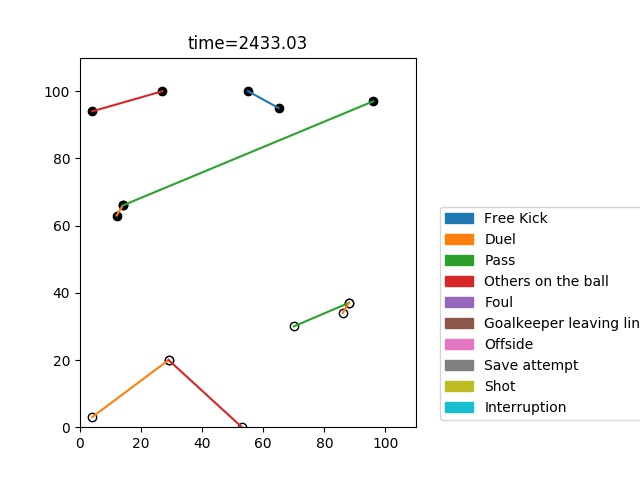 time=2433.03
100
80
60
40
20
0
0 20 40 60 80 100
Free Kick
Duel
Pass
Others on the ball
Foul
Goalkeeper leaving lin
Offside
Save attempt
Shot
Interruption